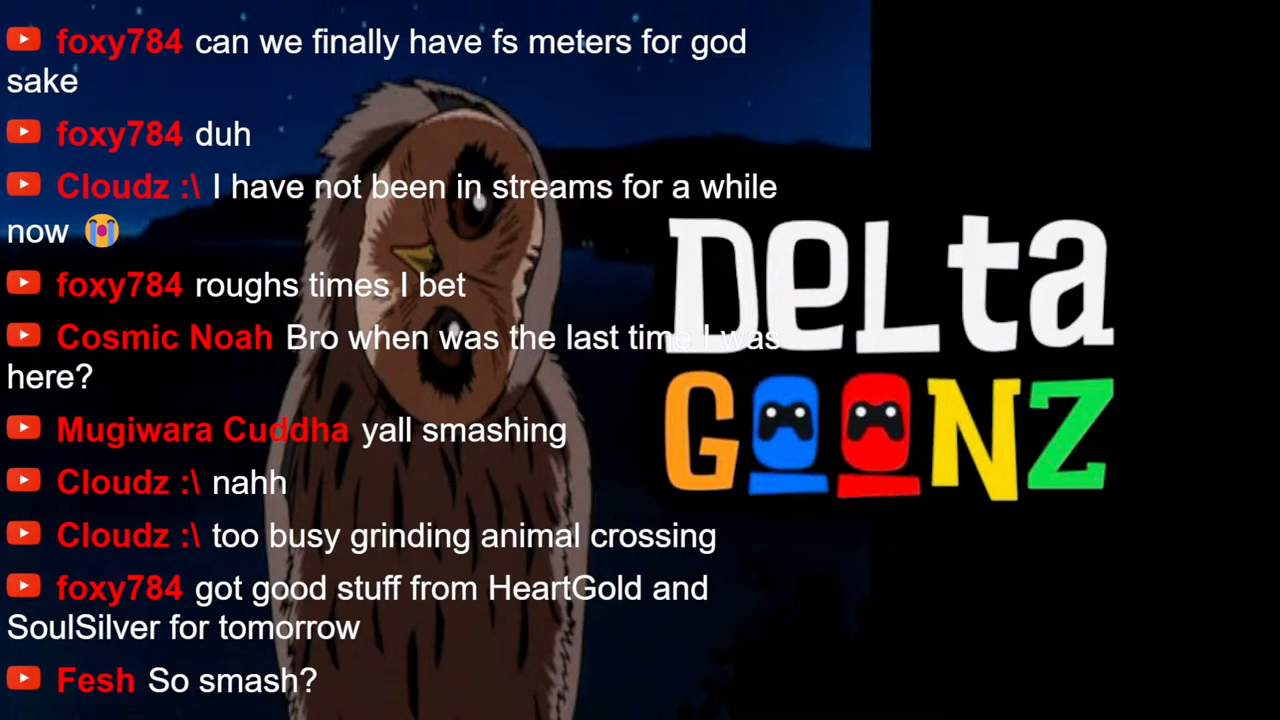 foxy784 can we finally have fs meters for god
sake
foxy784 duh
Cloudz :\ I have not been in streams for a while
now 😭
foxy784 roughs times I bet
Cosmic Noah Bro when was the last time I was
here?
Mugiwara Cuddha yall smashing
Cloudz :\ nahh
Cloudz :\ too busy grinding animal crossing
foxy784 got good stuff from HeartGold and
SoulSilver for tomorrow
Fesh So smash?
DeLta
GOONZ